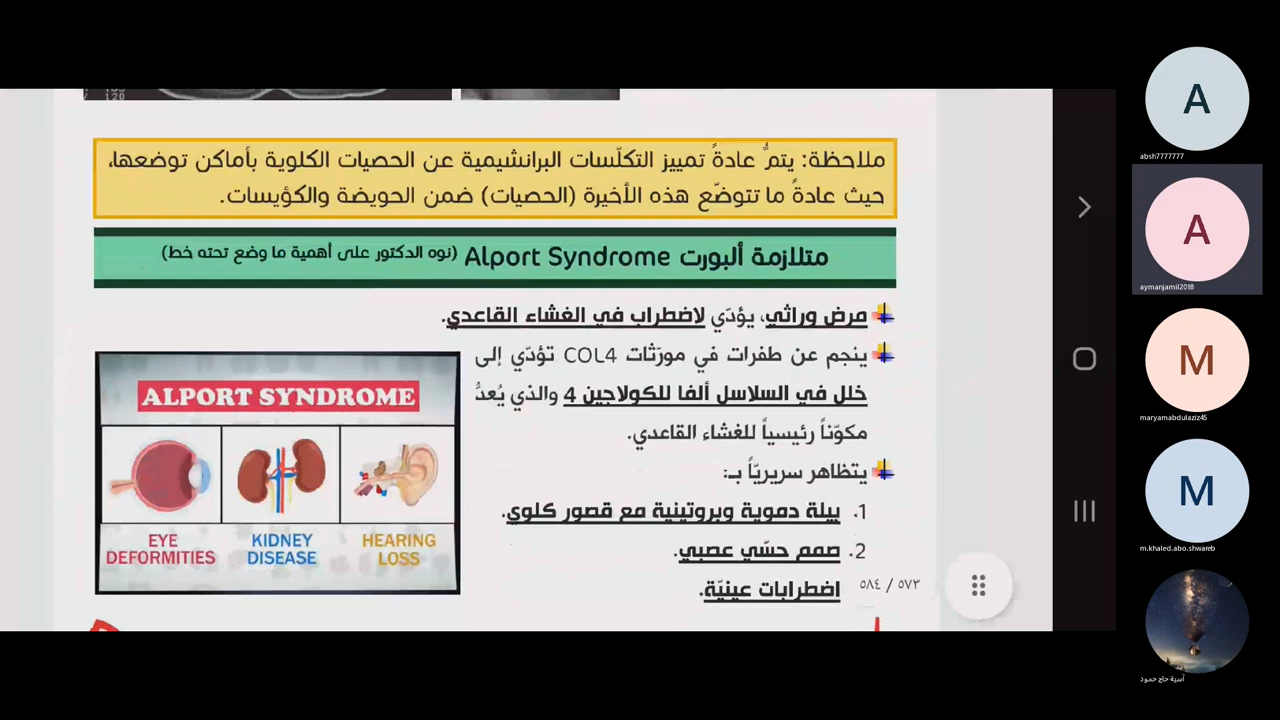 120
ملاحظة: يتمُّ عادةً تمييز التكلّسات البرانشيمية عن الحصيات الكلوية بأماكن توضعها،
حيث عادةً ما تتوضّع هذه الأخيرة (الحصيات) ضمن الحويضة والكؤيسات.
متلازمة ألبورت Alport Syndrome (نوه الدكتور على أهمية ما وضع تحته خط)
مرض وراثي، يؤدّي لاضطراب في الغشاء القاعدي.
ينجم عن طفرات في مورّثات COL4 تؤدّي إلى
خلل في السلاسل ألفا للكولاجين 4 والذي يُعدُّ
مكوّناً رئيسياً للغشاء القاعدي.
يتظاهر سريريّاً بـ:
1. بيلة دموية وبروتينية مع قصور كلوي.
2. صمم حسّي عصبي.
اضطرابات عينيّة.
٥٧٣ / ٥٨٤
ALPORT SYNDROME
EYE DEFORMITIES
KIDNEY DISEASE
HEARING LOSS
A
absh7777777
A
aymanjamil2018
M
maryamabdulaziz45
M
m.khaled.abo.shwareb
آسية حاج حمود